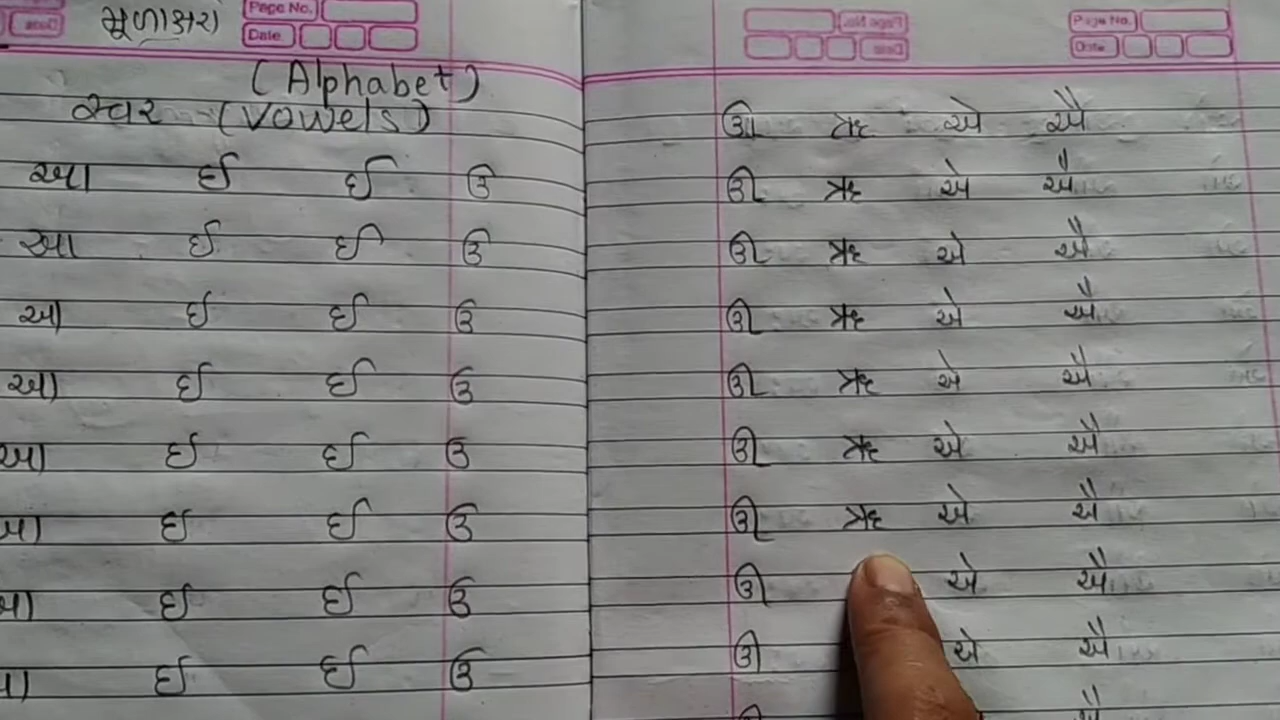 મૂળાક્ષરો
Page No.
Date
(Alphabet)
સ્વર (Vowels)
આ ઇ ઈ ઉ
આ ઇ ઈ ઉ
આ ઇ ઈ ઉ
આ ઇ ઈ ઉ
આ ઇ ઈ ઉ
આ ઇ ઈ ઉ
આ ઇ ઈ ઉ
આ ઇ ઈ ઉ
Page No.
Date
ઊ ઋ એ ઐ
ઊ ઋ એ ઐ
ઊ ઋ એ ઐ
ઊ ઋ એ ઐ
ઊ ઋ એ ઐ
ઊ ઋ એ ઐ
ઊ ઋ એ ઐ
ઊ એ ઐ
ઊ એ ઐ